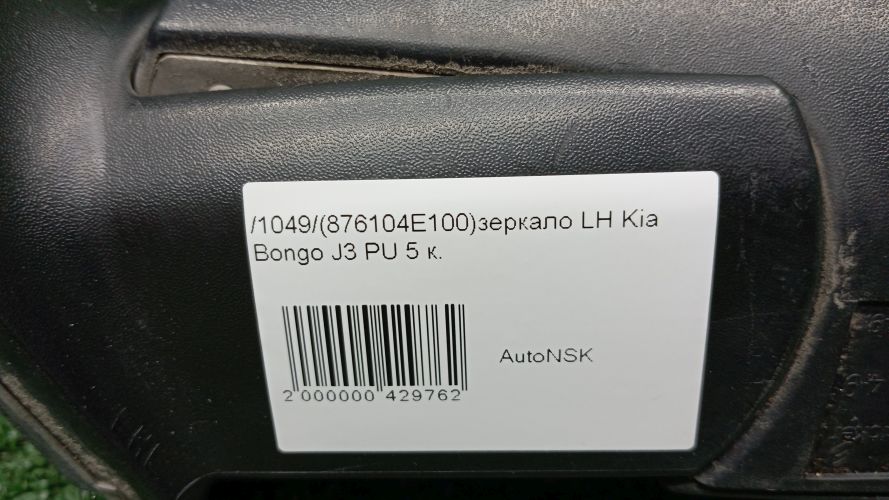 /1049/(876104E100)зеркало LH Kia
Bongo J3 PU 5 к.
AutoNSK
2 000000 429762